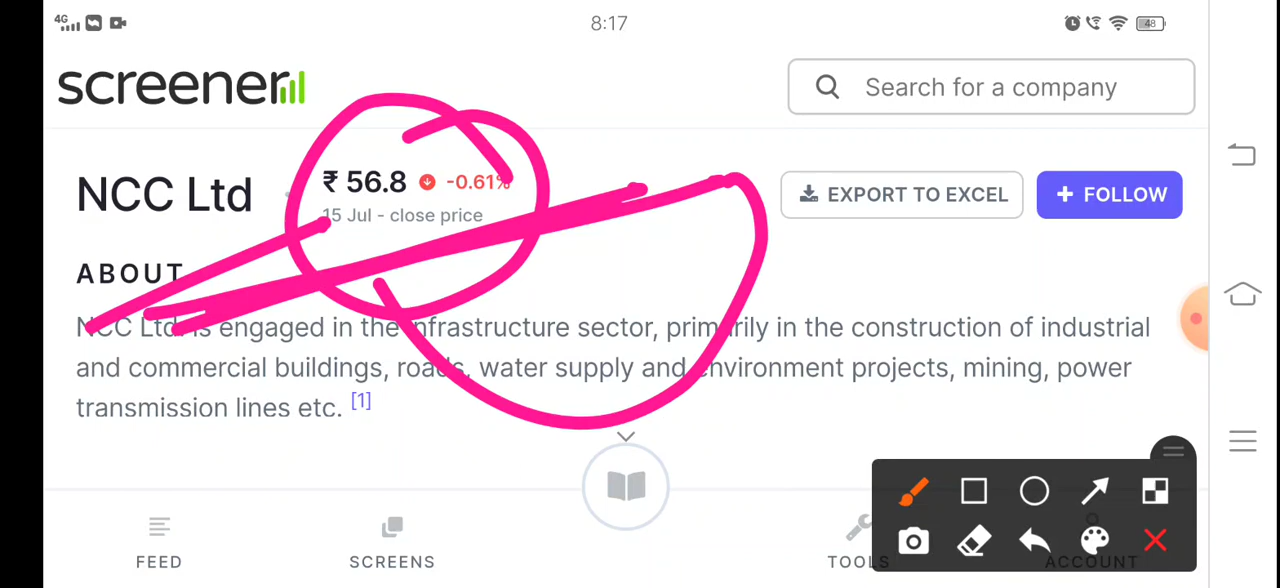 4G 8:17 48
screener
Search for a company
NCC Ltd
₹ 56.8 -0.61%
15 Jul - close price
EXPORT TO EXCEL
+ FOLLOW
ABOUT
NCC Ltd. is engaged in the infrastructure sector, primarily in the construction of industrial
and commercial buildings, roads, water supply and environment projects, mining, power
transmission lines etc. [1]
FEED
SCREENS
TOOLS
ACCOUNT